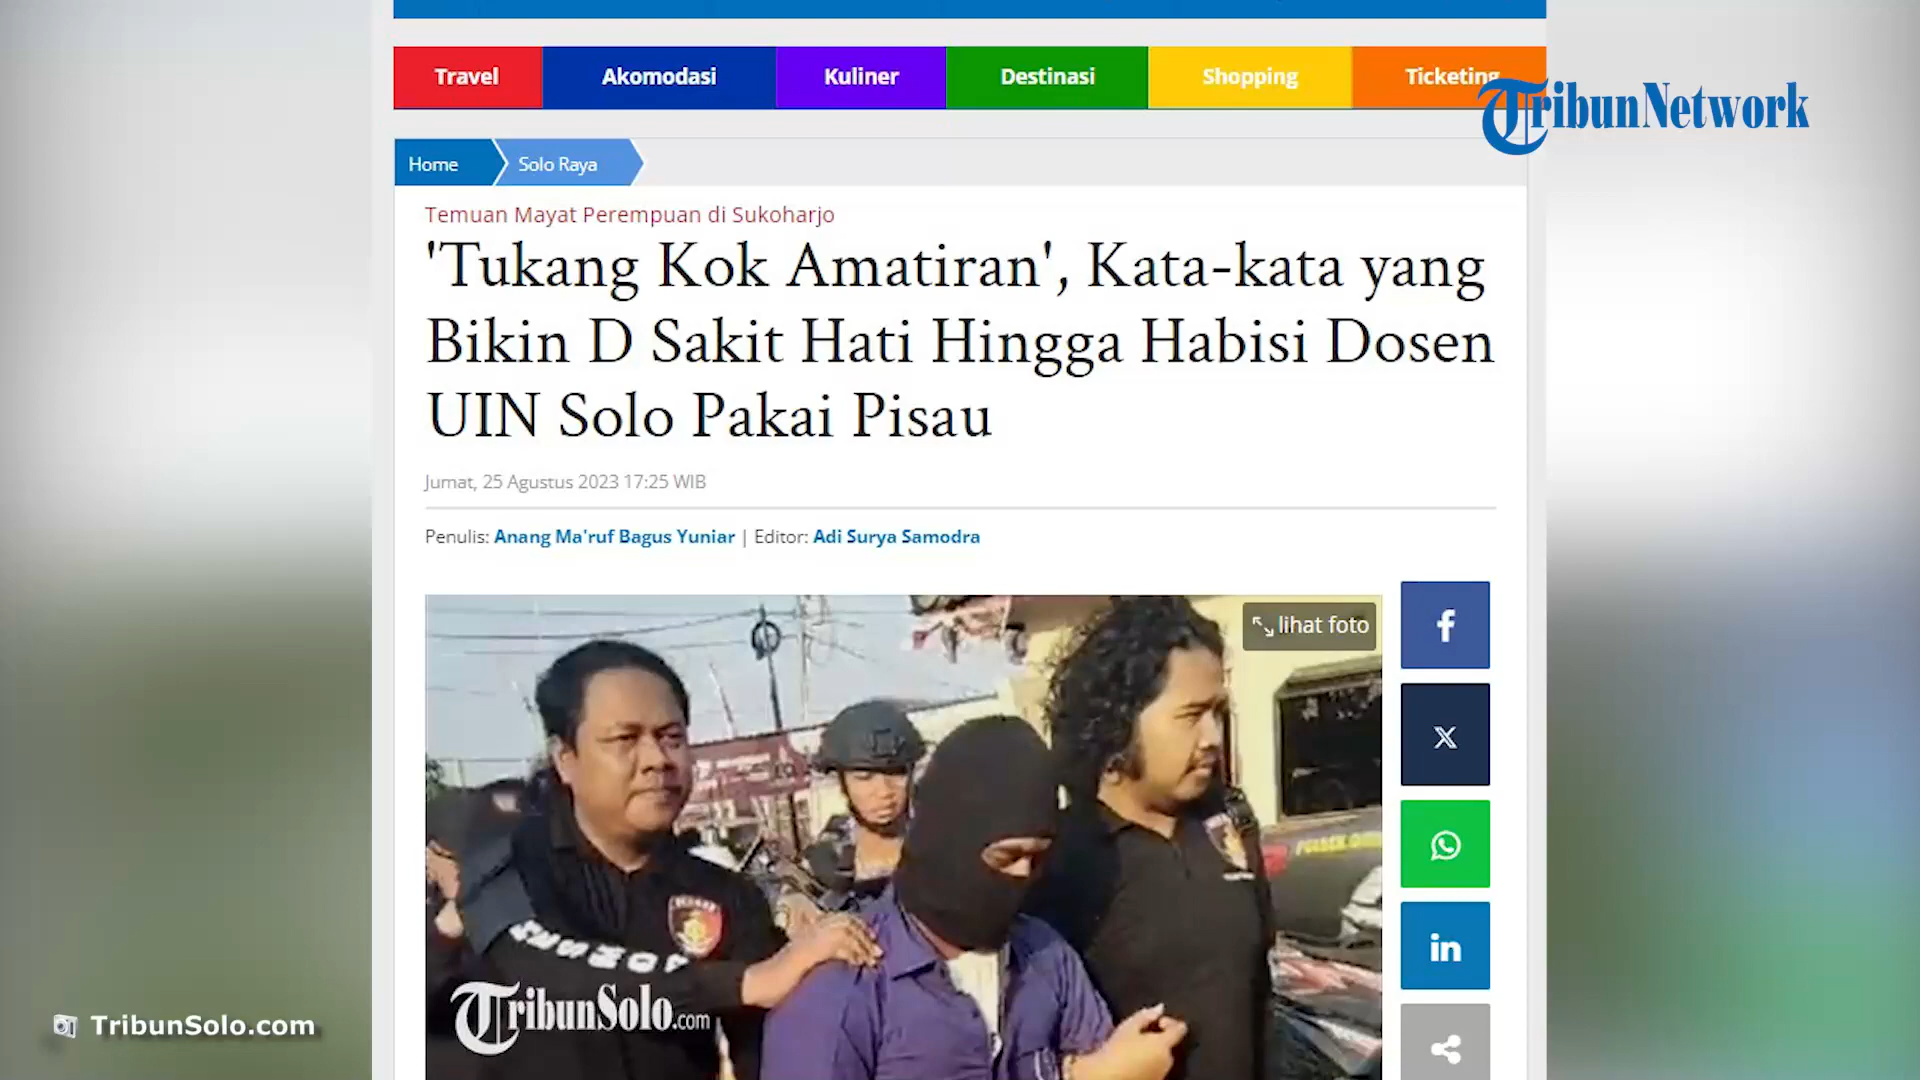 Travel
Akomodasi
Kuliner
Destinasi
Shopping
Ticketing
TribunNetwork
Home
Solo Raya
Temuan Mayat Perempuan di Sukoharjo
'Tukang Kok Amatiran', Kata-kata yang
Bikin D Sakit Hati Hingga Habisi Dosen
UIN Solo Pakai Pisau
Jumat, 25 Agustus 2023 17:25 WIB
Penulis: Anang Ma'ruf Bagus Yuniar | Editor: Adi Surya Samodra
lihat foto
TribunSolo.com
TribunSolo.com